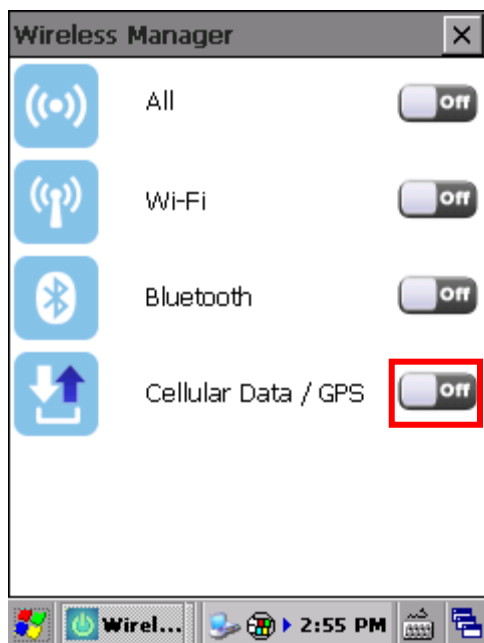 Wireless Manager
All
Off
Wi-Fi
Off
Bluetooth
Off
Cellular Data / GPS
Off
Wirel...
2:55 PM